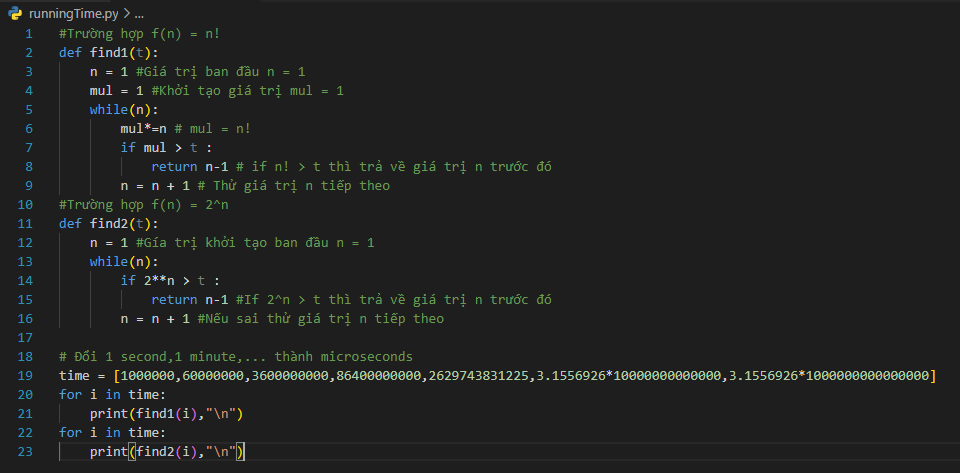 runningTime.py > ...
1 #Trường hợp f(n) = n!
2 def find1(t):
3 n = 1 #Giá trị ban đầu n = 1
4 mul = 1 #Khởi tạo giá trị mul = 1
5 while(n):
6 mul*=n # mul = n!
7 if mul > t :
8 return n-1 # if n! > t thì trả về giá trị n trước đó
9 n = n + 1 # Thử giá trị n tiếp theo
10 #Trường hợp f(n) = 2^n
11 def find2(t):
12 n = 1 #Gía trị khởi tạo ban đầu n = 1
13 while(n):
14 if 2**n > t :
15 return n-1 #If 2^n > t thì trả về giá trị n trước đó
16 n = n + 1 #Nếu sai thử giá trị n tiếp theo
17
18 # Đổi 1 second,1 minute,... thành microseconds
19 time = [1000000,60000000,3600000000,86400000000,2629743831225,3.1556926*10000000000000,3.1556926*1000000000000000]
20 for i in time:
21 print(find1(i),"\n")
22 for i in time:
23 print(find2(i),"\n")